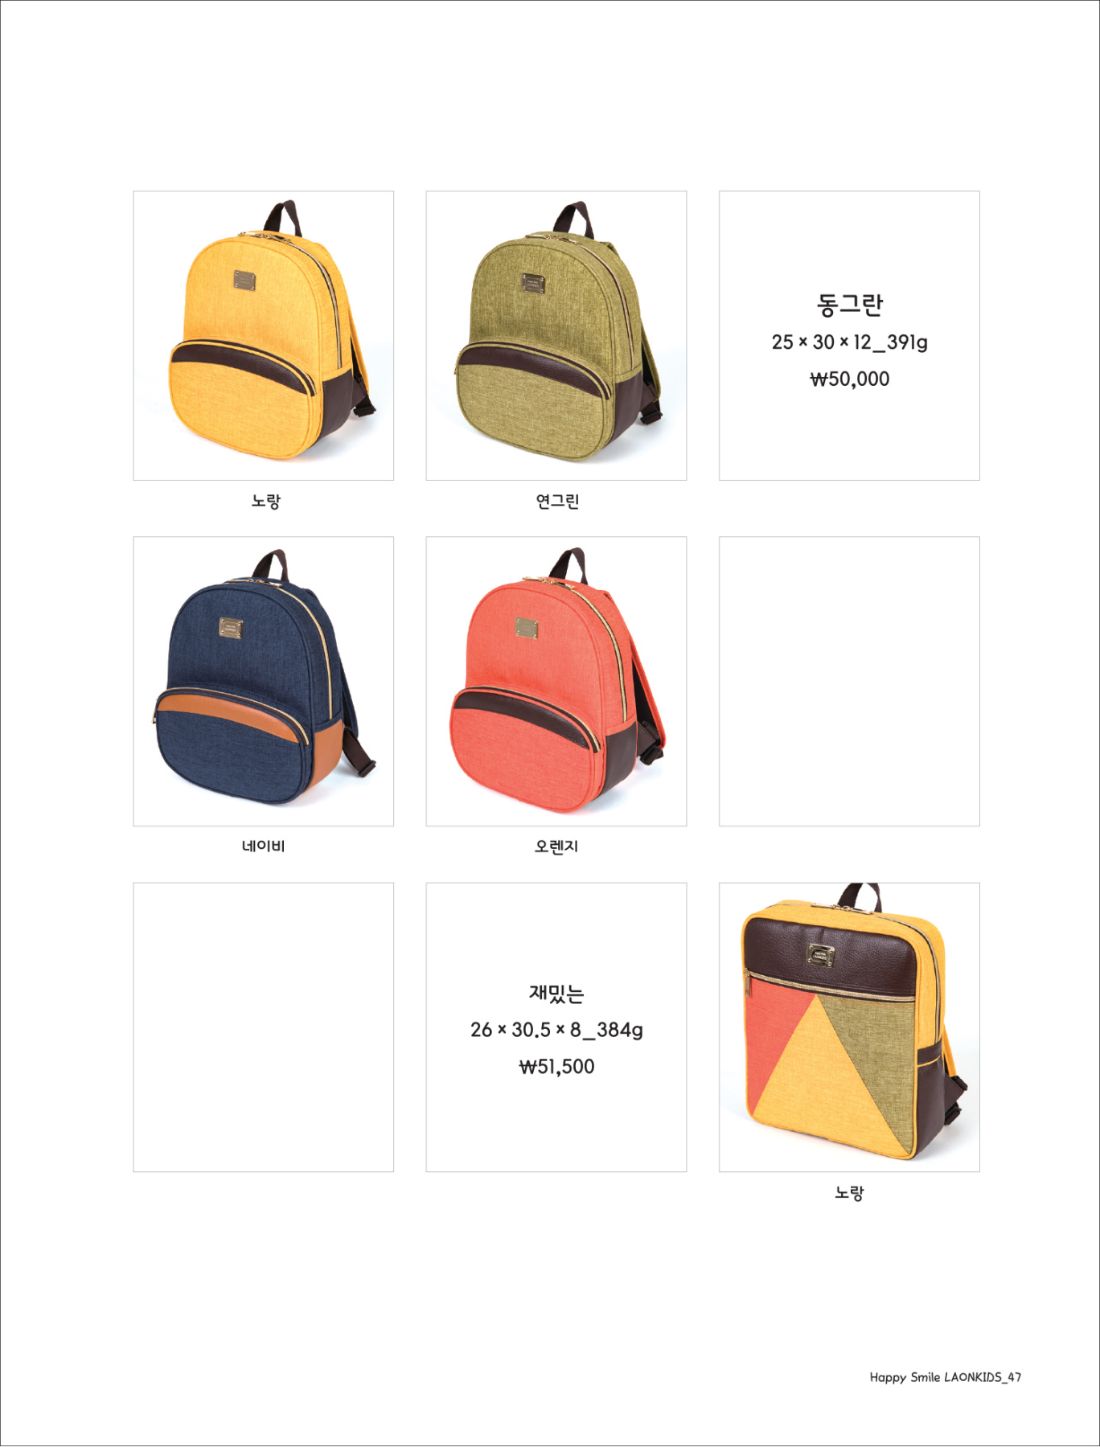 동그란
25 × 30 × 12_391g
₩50,000
노랑
연그린
네이비
오렌지
재밌는
26 × 30.5 × 8_384g
₩51,500
노랑
Happy Smile LAONKIDS_47